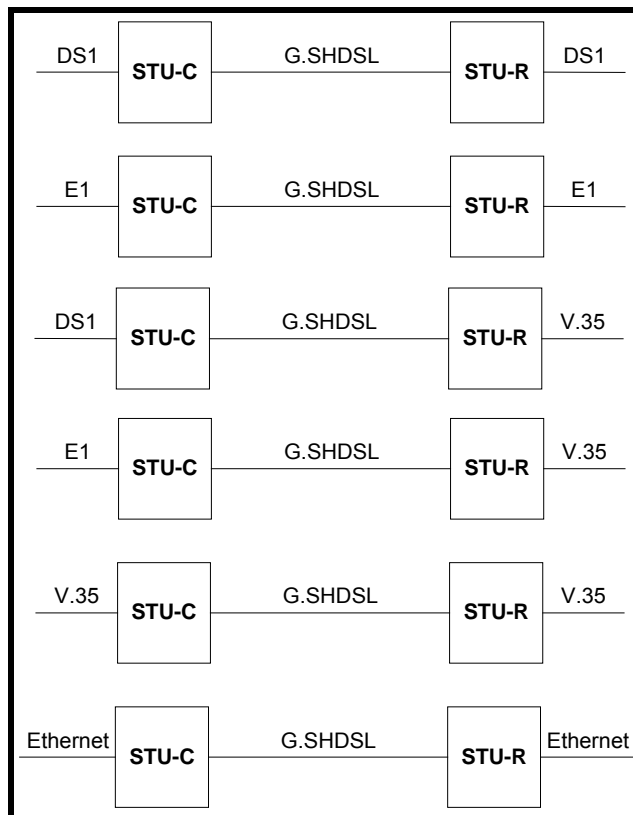 DS1 STU-C G.SHDSL STU-R DS1
E1 STU-C G.SHDSL STU-R E1
DS1 STU-C G.SHDSL STU-R V.35
E1 STU-C G.SHDSL STU-R V.35
V.35 STU-C G.SHDSL STU-R V.35
Ethernet STU-C G.SHDSL STU-R Ethernet